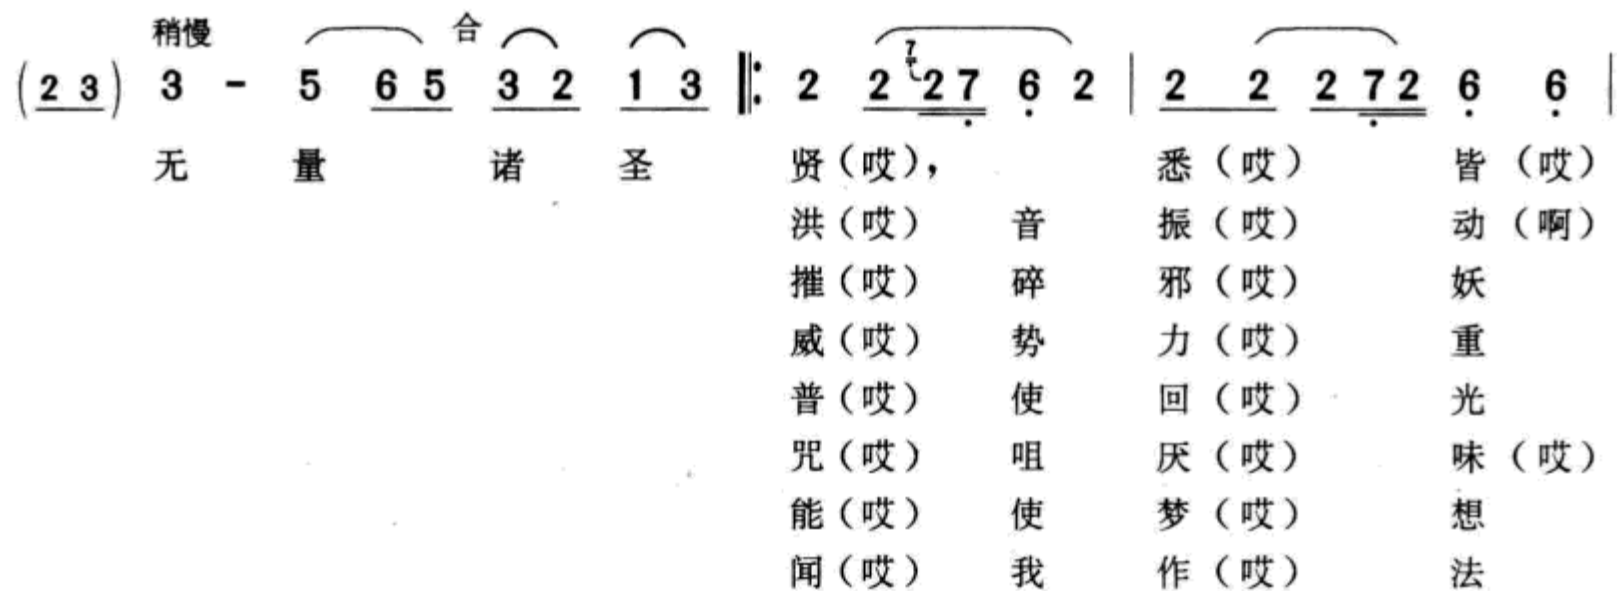 稍慢 合
7
(2 3) 3 - 5 6 5 3 2 1 3 ‖: 2 2 2 7 6 2 | 2 2 2 7 2 6 6 |
无 量 诸 圣 贤(哎), 悉(哎) 皆(哎)
洪(哎) 音 振(哎) 动(啊)
摧(哎) 碎 邪(哎) 妖
威(哎) 势 力(哎) 重
普(哎) 使 回(哎) 光
咒(哎) 咀 厌(哎) 味(哎)
能(哎) 使 梦(哎) 想
闻(哎) 我 作(哎) 法